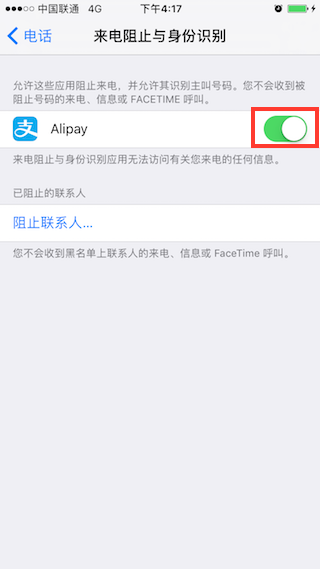 中国联通 4G 下午4:17
电话 来电阻止与身份识别
允许这些应用阻止来电，并允许其识别主叫号码。您不会收到被
阻止号码的来电、信息或 FACETIME 呼叫。
支 Alipay
来电阻止与身份识别应用无法访问有关您来电的任何信息。
已阻止的联系人
阻止联系人...
您不会收到黑名单上联系人的来电、信息或 FaceTime 呼叫。